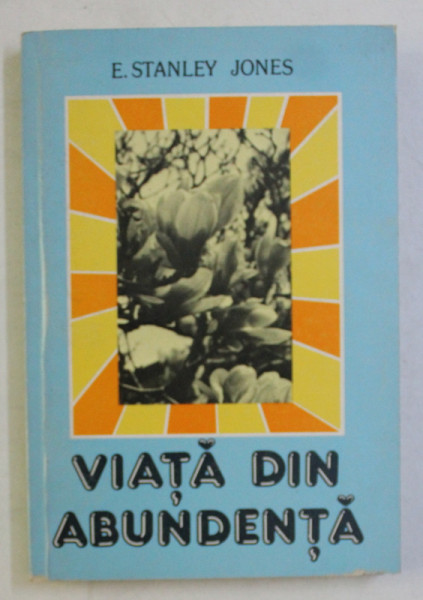 E. STANLEY JONES
VIAȚĂ DIN
ABUNDENȚĂ